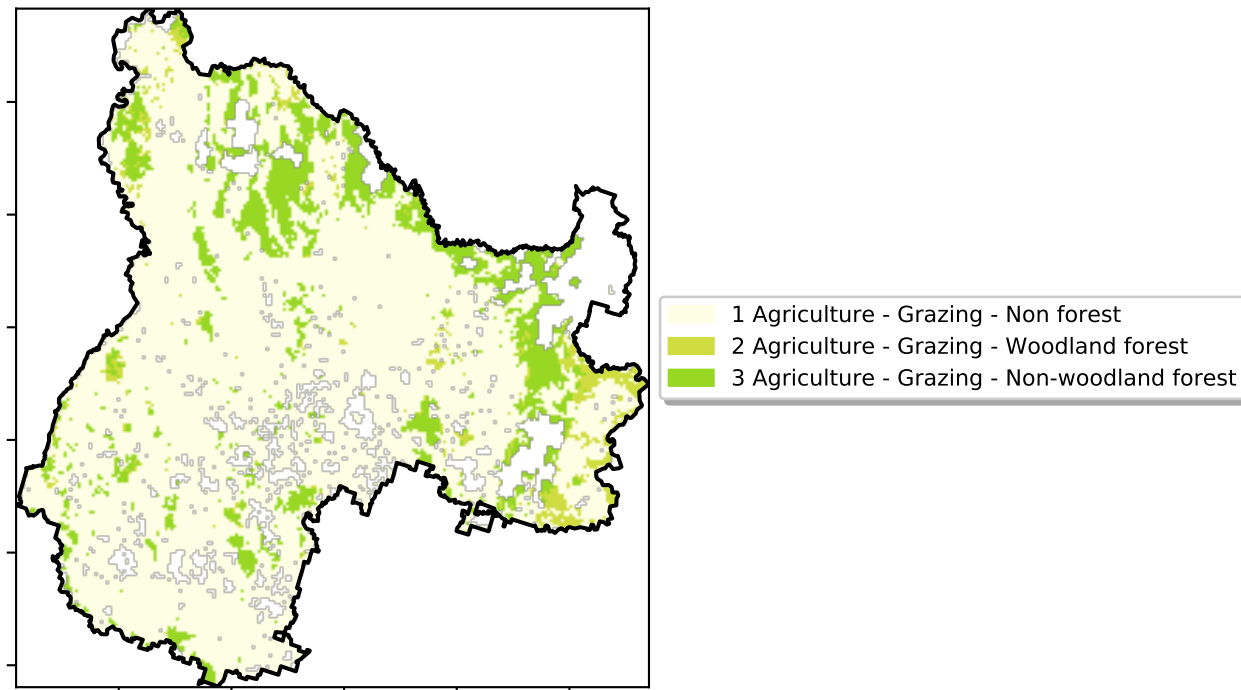 1 Agriculture - Grazing - Non forest
2 Agriculture - Grazing - Woodland forest
3 Agriculture - Grazing - Non-woodland forest